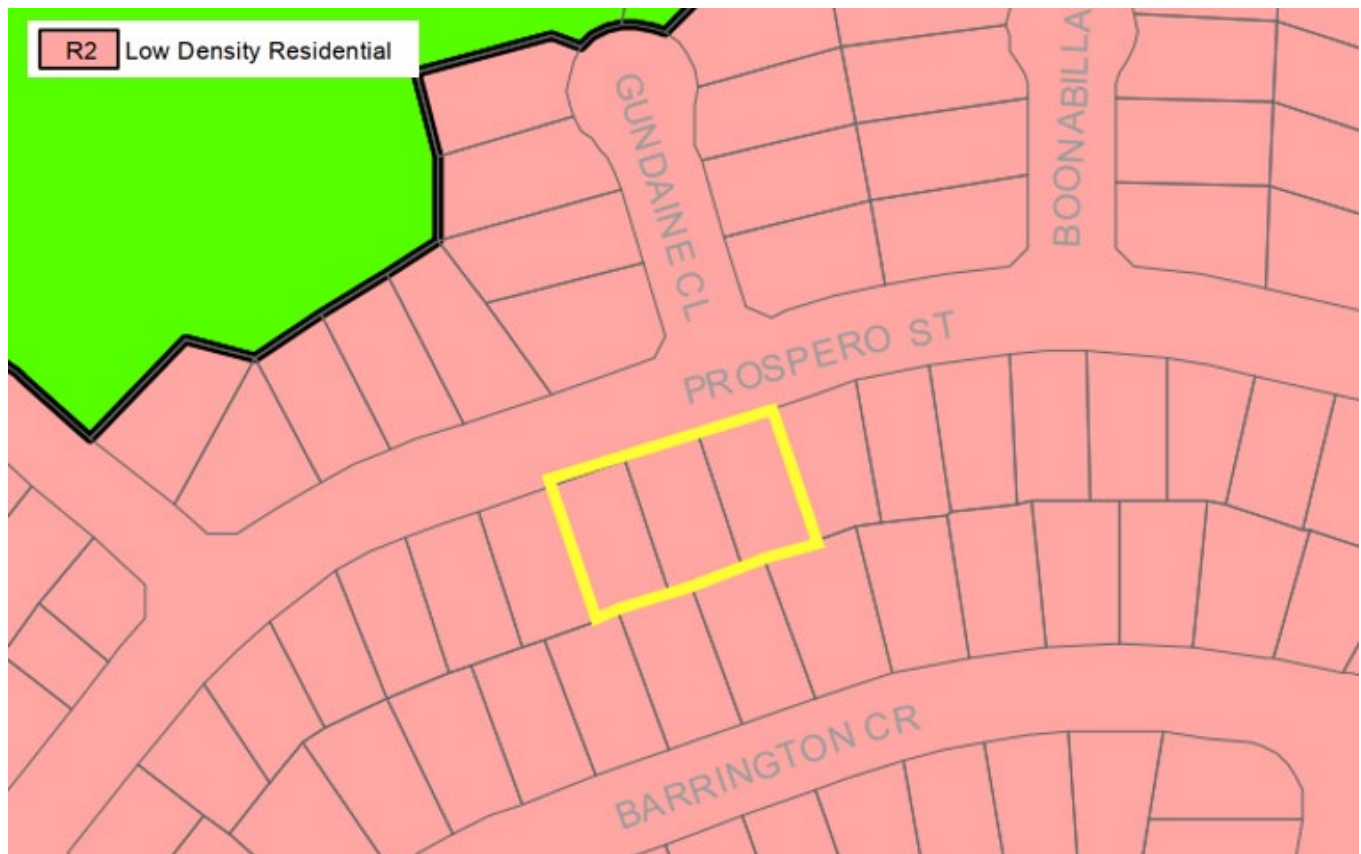 R2 Low Density Residential
GUNDAINE CL
BOONABILLA
PROSPERO ST
BARRINGTON CR